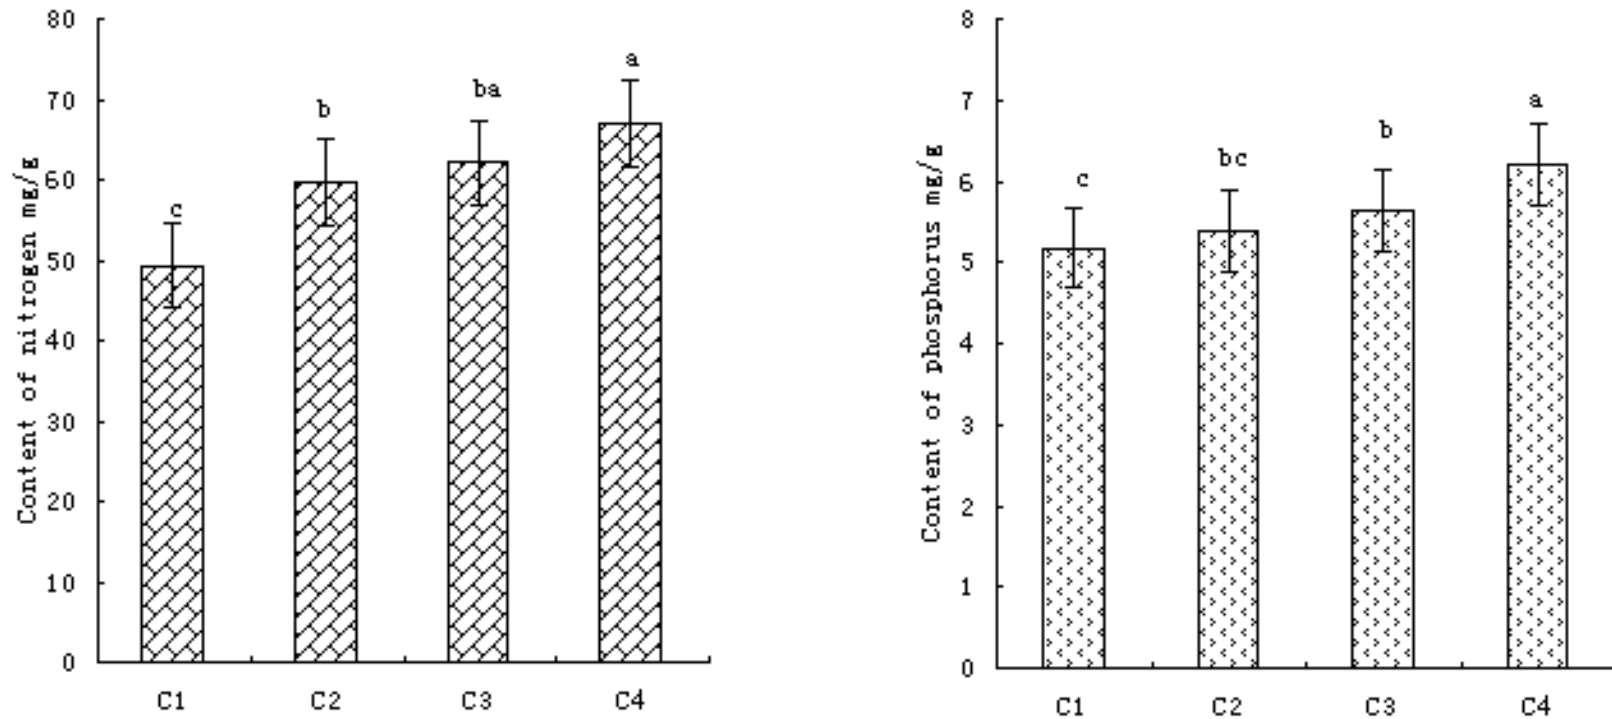 Content of nitrogen mg/g
80
70
60
50
40
30
20
10
0
c
b
ba
a
C1
C2
C3
C4
Content of phosphorus mg/g
8
7
6
5
4
3
2
1
0
c
bc
b
a
C1
C2
C3
C4